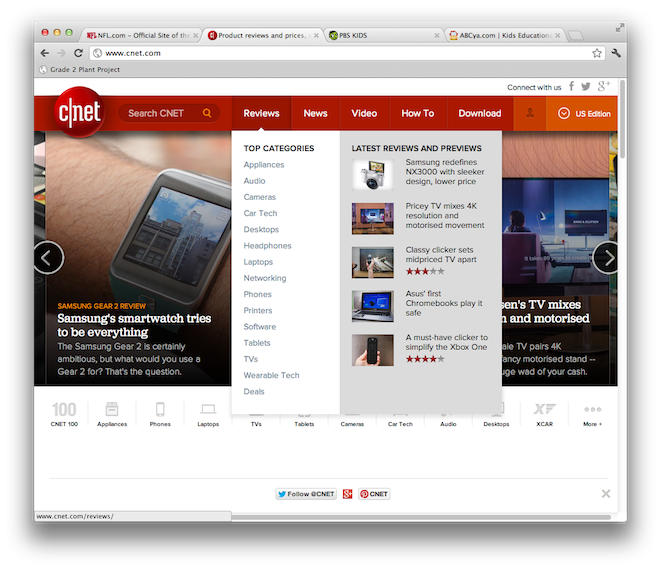 NFL.com – Official Site of the
Product reviews and prices,
PBS KIDS
ABCya.com | Kids Educational
www.cnet.com
Grade 2 Plant Project
Connect with us
c|net
Search CNET
Reviews
News
Video
How To
Download
US Edition
TOP CATEGORIES
Appliances
Audio
Cameras
Car Tech
Desktops
Headphones
Laptops
Networking
Phones
Printers
Software
Tablets
TVs
Wearable Tech
Deals
LATEST REVIEWS AND PREVIEWS
Samsung redefines
NX3000 with sleeker
design, lower price
Pricey TV mixes 4K
resolution and
motorised movement
Classy clicker sets
midpriced TV apart
Asus' first
Chromebooks play it
safe
A must-have clicker to
simplify the Xbox One
SAMSUNG GEAR 2 REVIEW
Samsung's smartwatch tries
to be everything
The Samsung Gear 2 is certainly
ambitious, but what would you use a
Gear 2 for? That's the question.
sen's TV mixes
and motorised
ale TV pairs 4K
fancy motorised stand --
uge wad of your cash.
100
XF
CNET 100
Appliances
Phones
Laptops
TVs
Tablets
Cameras
Car Tech
Audio
Desktops
XCAR
More +
Follow @CNET
CNET
www.cnet.com/reviews/